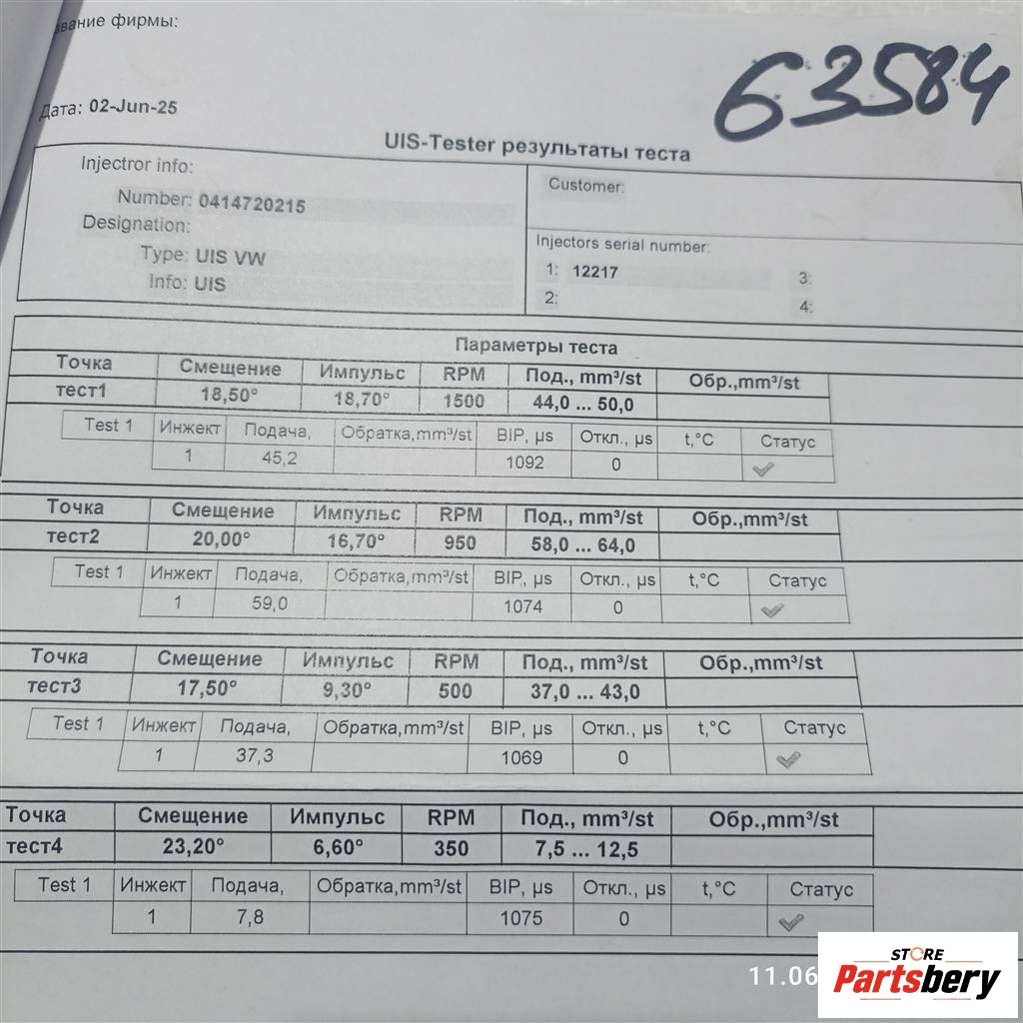 звание фирмы:
63584
Дата: 02-Jun-25
UIS-Tester результаты теста
Injectror info:
Number: 0414720215
Designation:
Type: UIS VW
Info: UIS
Customer:
Injectors serial number:
1: 12217 3:
2: 4:
Параметры теста
Точка Смещение Импульс RPM Под., mm³/st Обр.,mm³/st
тест1 18,50° 18,70° 1500 44,0 ... 50,0
Test 1 Инжект Подача, Обратка,mm³/st BIP, µs Откл., µs t,°C Статус
1 45,2 1092 0
Точка Смещение Импульс RPM Под., mm³/st Обр.,mm³/st
тест2 20,00° 16,70° 950 58,0 ... 64,0
Test 1 Инжект Подача, Обратка,mm³/st BIP, µs Откл., µs t,°C Статус
1 59,0 1074 0
Точка Смещение Импульс RPM Под., mm³/st Обр.,mm³/st
тест3 17,50° 9,30° 500 37,0 ... 43,0
Test 1 Инжект Подача, Обратка,mm³/st BIP, µs Откл., µs t,°C Статус
1 37,3 1069 0
Точка Смещение Импульс RPM Под., mm³/st Обр.,mm³/st
тест4 23,20° 6,60° 350 7,5 ... 12,5
Test 1 Инжект Подача, Обратка,mm³/st BIP, µs Откл., µs t,°C Статус
1 7,8 1075 0
11.06
STORE
Partsbery